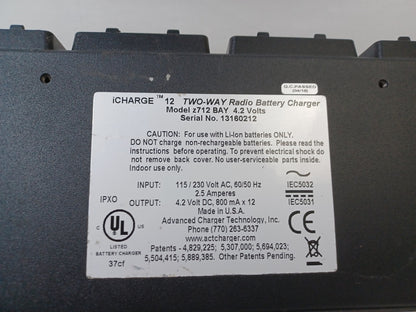 Q.C.PASSED
iCHARGE™12 TWO-WAY Radio Battery Charger
Model z712 BAY 4.2 Volts
Serial No. 13160212
CAUTION: For use with Li-Ion batteries ONLY.
DO NOT charge non-rechargeable batteries. Please read the
instructions before operating. To prevent electrical shock do
not open or remove back cover. No user-serviceable parts inside.
Indoor use only.
INPUT: 115 / 230 Volt AC, 60/50 Hz
2.5 Amperes
IEC5032
IPXO
OUTPUT: 4.2 Volt DC, 800 mA x 12
IEC5031
Made in U.S.A.
Advanced Charger Technology, Inc.
Phone (770) 263-6337
www.actcharger.com
C UL US
LISTED
BATTERY CHARGER
37cf
Patents - 4,829,225; 5,307,000; 5,694,023;
5,504,415; 5,889,385. Other Patents Pending.